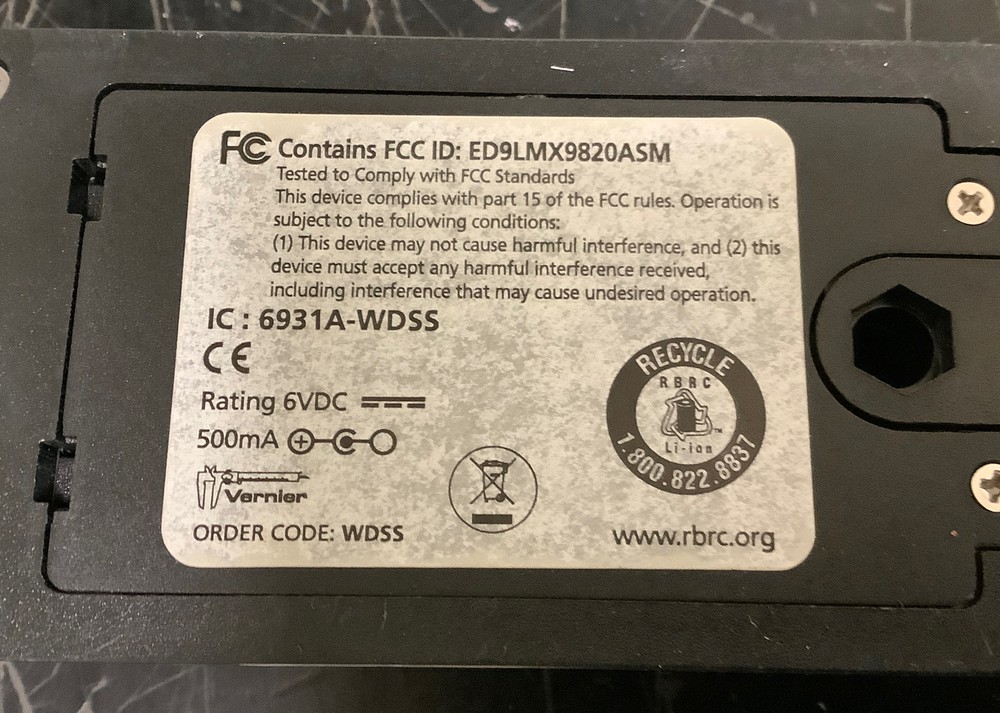 FC Contains FCC ID: ED9LMX9820ASM
Tested to Comply with FCC Standards
This device complies with part 15 of the FCC rules. Operation is
subject to the following conditions:
(1) This device may not cause harmful interference, and (2) this
device must accept any harmful interference received,
including interference that may cause undesired operation.
IC : 6931A-WDSS
CE
Rating 6VDC
500mA
Vernier
ORDER CODE: WDSS
RECYCLE
RBRC
TM
Li-ion
1.800.822.8837
www.rbrc.org